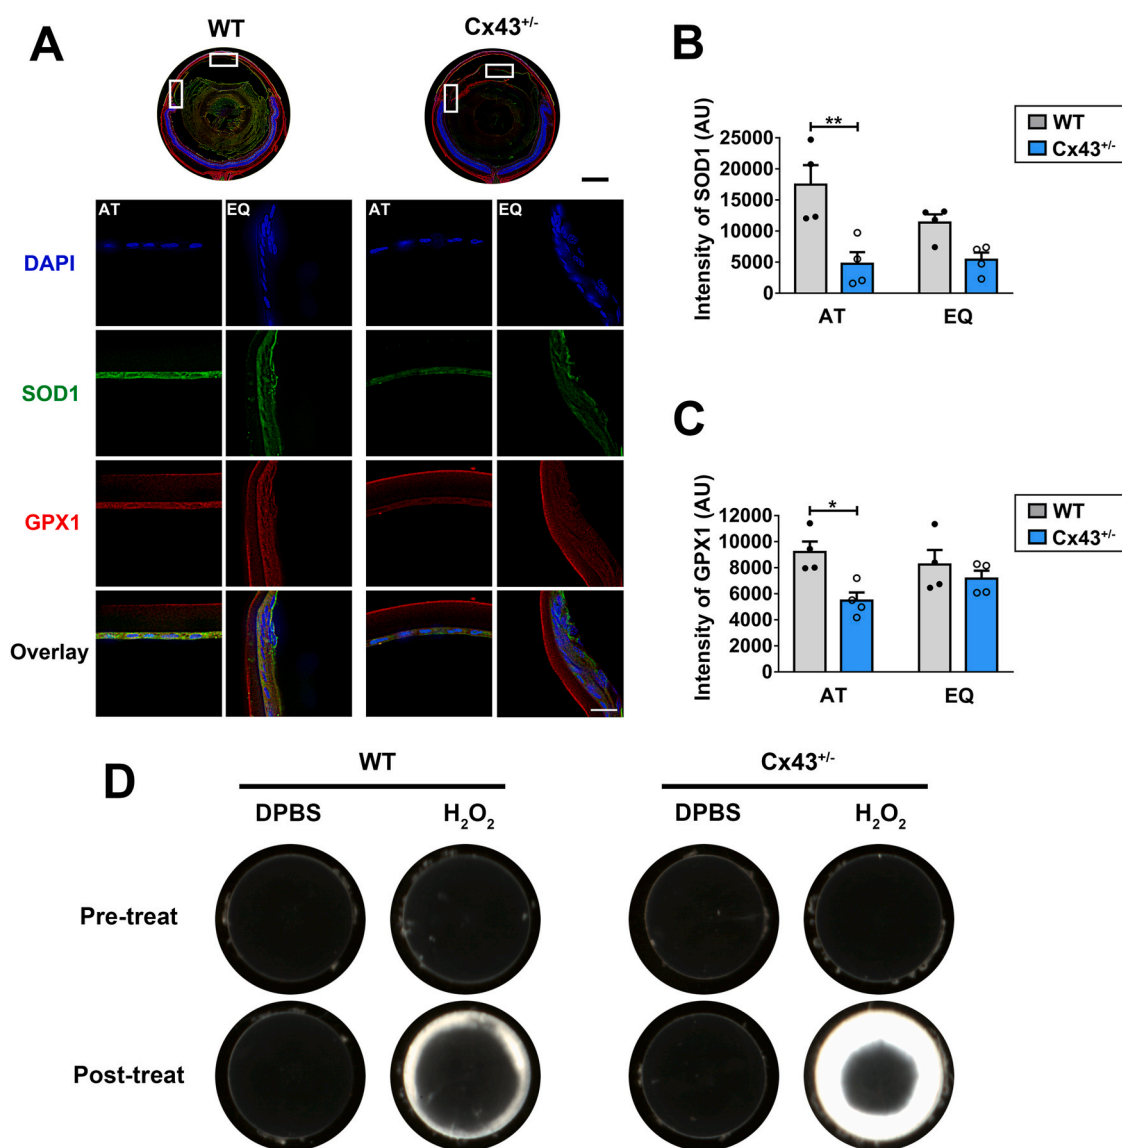 A
WT
Cx43+/-
AT
EQ
AT
EQ
DAPI
SOD1
GPX1
Overlay
B
Intensity of SOD1 (AU)
25000
20000
15000
10000
5000
0
**
AT
EQ
WT
Cx43+/-
C
Intensity of GPX1 (AU)
12000
10000
8000
6000
4000
2000
0
*
AT
EQ
WT
Cx43+/-
D
WT
Cx43+/-
DPBS
H₂O₂
DPBS
H₂O₂
Pre-treat
Post-treat